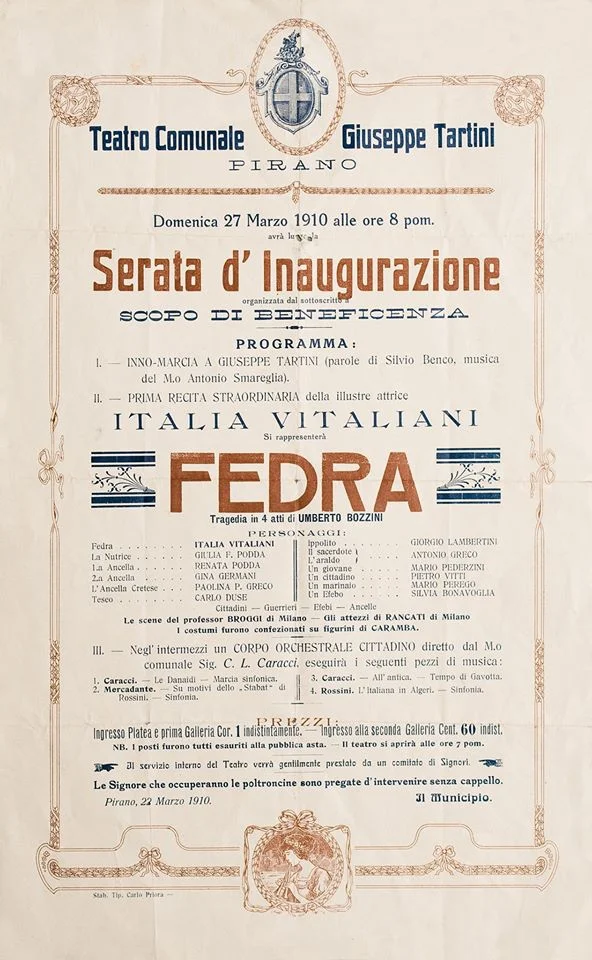 Teatro Comunale Giuseppe Tartini
PIRANO
Domenica 27 Marzo 1910 alle ore 8 pom.
avrà luogo la
Serata d' Inaugurazione
organizzata dal sottoscritto a
SCOPO DI BENEFICENZA
PROGRAMMA:
I. — INNO-MARCIA A GIUSEPPE TARTINI (parole di Silvio Benco, musica
del M.o Antonio Smareglia).
II. — PRIMA RECITA STRAORDINARIA della illustre attrice
ITALIA VITALIANI
Si rappresenterà
FEDRA
Tragedia in 4 atti di UMBERTO BOZZINI
PERSONAGGI:
Fedra . . . . . . . . ITALIA VITALIANI
La Nutrice . . . . . . GIULIA F. PODDA
1.a Ancella . . . . . RENATA PODDA
2.a Ancella . . . . . GINA GERMANI
L'Ancella Cretese . . . . PAOLINA P. GRECO
Teseo . . . . . . . . CARLO DUSE
Ippolito . . . . . . . GIORGIO LAMBERTINI
Il sacerdote )
L'araldo ) . . . . . ANTONIO GRECO
Un giovane . . . . . . MARIO PEDERZINI
Un cittadino . . . . . PIETRO VITTI
Un marinaio . . . . . MARIO PEREGO
Un Efebo . . . . . . SILVIA BONAVOGLIA
Cittadini — Guerrieri — Efebi — Ancelle
Le scene del professor BROGGI di Milano — Gli attezzi di RANCATI di Milano
I costumi furono confezionati su figurini di CARAMBA.
III. — Negl'intermezzi un CORPO ORCHESTRALE CITTADINO diretto dal M.o
comunale Sig. C. L. Caracci, eseguirà i seguenti pezzi di musica:
1. Caracci. — Le Danaidi — Marcia sinfonica.
2. Mercadante. — Su motivi dello „Stabat" di
Rossini. — Sinfonia.
3. Caracci. — All'antica. — Tempo di Gavotta.
4. Rossini. L'Italiana in Algeri. — Sinfonia.
PREZZI:
Ingresso Platea e prima Galleria Cor. 1 indistintamente. — Ingresso alla seconda Galleria Cent. 60 indist.
NB. I posti furono tutti esauriti alla pubblica asta. — Il teatro si aprirà alle ore 7 pom.
Il servizio interno del Teatro verrà gentilmente prestato da un comitato di Signori.
Le Signore che occuperanno le poltroncine sono pregate d'intervenire senza cappello.
Pirano, 22 Marzo 1910.
Il Municipio.
Stab. Tip. Carlo Priora —